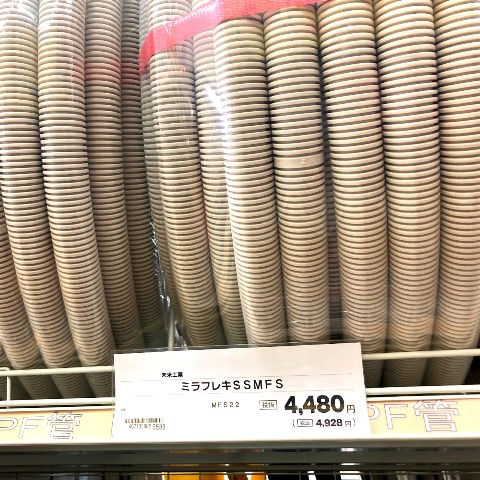 未来工業
ミラフレキSSMFS
MFS22
税抜 4,480円
(税込 4,928円)
PF管
PF管